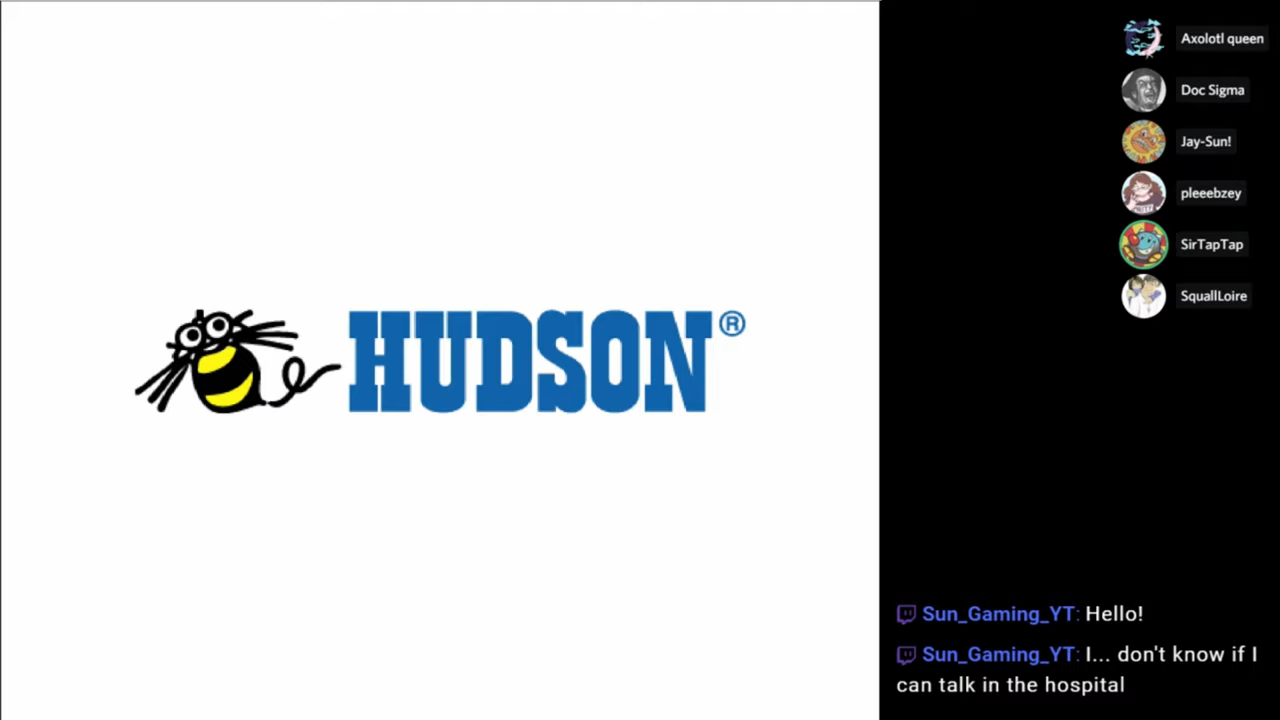 HUDSON®
Axolotl queen
Doc Sigma
Jay-Sun!
pleeebzey
SirTapTap
SquallLoire
Sun_Gaming_YT: Hello!
Sun_Gaming_YT: I... don't know if I
can talk in the hospital